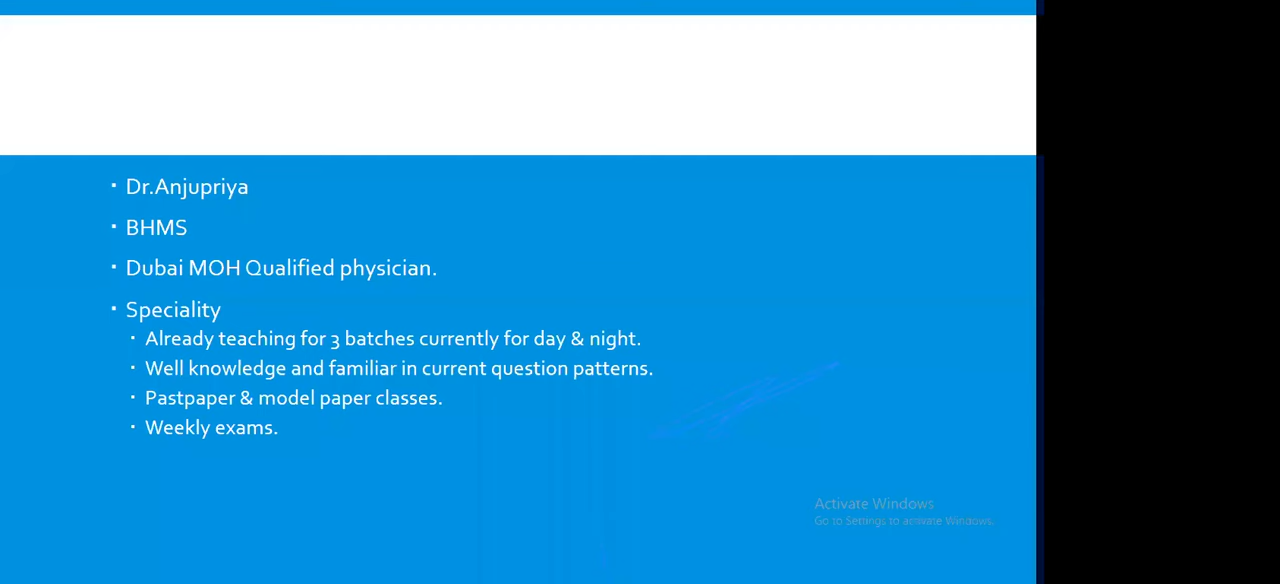 Dr.Anjupriya
BHMS
Dubai MOH Qualified physician.
Speciality
Already teaching for 3 batches currently for day & night.
Well knowledge and familiar in current question patterns.
Pastpaper & model paper classes.
Weekly exams.
Activate Windows
Go to Settings to activate Windows.